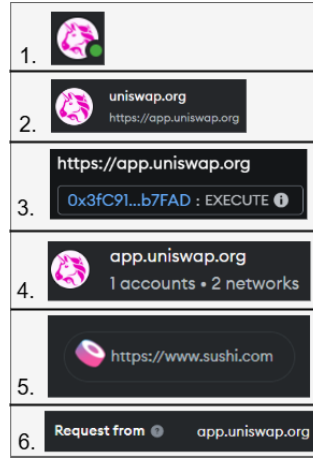 1.
uniswap.org
https://app.uniswap.org
2.
https://app.uniswap.org
0x3fC91...b7FAD : EXECUTE
3.
app.uniswap.org
1 accounts • 2 networks
4.
https://www.sushi.com
5.
6. Request from app.uniswap.org